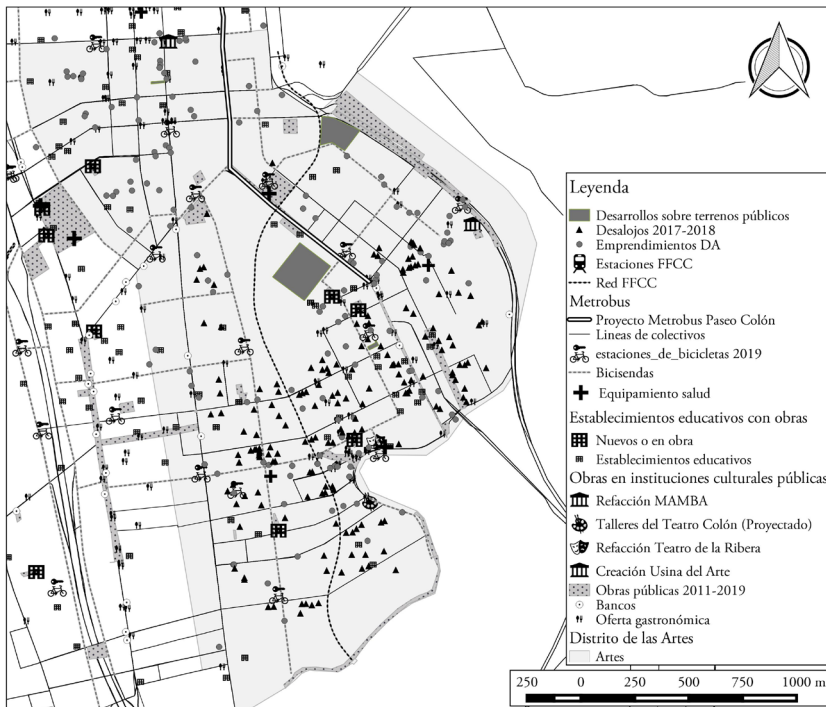 Leyenda
Desarrollos sobre terrenos públicos
Desalojos 2017-2018
Emprendimientos DA
Estaciones FFCC
Red FFCC
Metrobus
Proyecto Metrobus Paseo Colón
Lineas de colectivos
estaciones_de_bicicletas 2019
Bicisendas
Equipamiento salud
Establecimientos educativos con obras
Nuevos o en obra
Establecimientos educativos
Obras en instituciones culturales públicas
Refacción MAMBA
Talleres del Teatro Colón (Proyectado)
Refacción Teatro de la Ribera
Creación Usina del Arte
Obras públicas 2011-2019
Bancos
Oferta gastronómica
Distrito de las Artes
Artes
250 0 250 500 750 1000 m